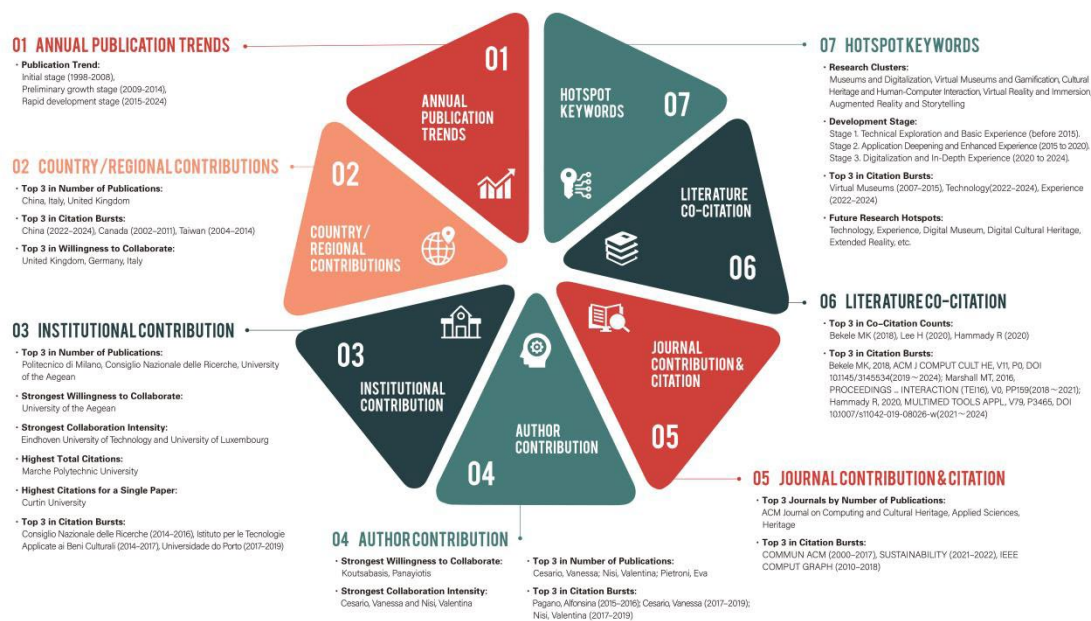 01 ANNUAL PUBLICATION TRENDS
• Publication Trend:
Initial stage (1998-2008),
Preliminary growth stage (2009-2014),
Rapid development stage (2015-2024)
02 COUNTRY/REGIONAL CONTRIBUTIONS
• Top 3 in Number of Publications:
China, Italy, United Kingdom
• Top 3 in Citation Bursts:
China (2022–2024), Canada (2002–2011), Taiwan (2004–2014)
• Top 3 in Willingness to Collaborate:
United Kingdom, Germany, Italy
03 INSTITUTIONAL CONTRIBUTION
• Top 3 in Number of Publications:
Politecnico di Milano, Consiglio Nazionale delle Ricerche, University
of the Aegean
• Strongest Willingness to Collaborate:
University of the Aegean
• Strongest Collaboration Intensity:
Eindhoven University of Technology and University of Luxembourg
• Highest Total Citations:
Marche Polytechnic University
• Highest Citations for a Single Paper:
Curtin University
• Top 3 in Citation Bursts:
Consiglio Nazionale delle Ricerche (2014–2016), Istituto per le Tecnologie
Applicate ai Beni Culturali (2014–2017), Universidade do Porto (2017–2019)
01
ANNUAL
PUBLICATION
TRENDS
02
COUNTRY/
REGIONAL
CONTRIBUTIONS
03
INSTITUTIONAL
CONTRIBUTION
AUTHOR
CONTRIBUTION
04
JOURNAL
CONTRIBUTION &
CITATION
05
LITERATURE
CO-CITATION
06
HOTSPOT
KEYWORDS
07
04 AUTHOR CONTRIBUTION
• Strongest Willingness to Collaborate:
Koutsabasis, Panayiotis
• Strongest Collaboration Intensity:
Cesario, Vanessa and Nisi, Valentina
• Top 3 in Number of Publications:
Cesario, Vanessa; Nisi, Valentina; Pietroni, Eva
• Top 3 in Citation Bursts:
Pagano, Alfonsina (2015–2016); Cesario, Vanessa (2017–2019);
Nisi, Valentina (2017–2019)
07 HOTSPOT KEYWORDS
• Research Clusters:
Museums and Digitalization, Virtual Museums and Gamification, Cultural
Heritage and Human-Computer Interaction, Virtual Reality and Immersion,
Augmented Reality and Storytelling
• Development Stage:
Stage 1. Technical Exploration and Basic Experience (before 2015).
Stage 2. Application Deepening and Enhanced Experience (2015 to 2020).
Stage 3. Digitalization and In-Depth Experience (2020 to 2024).
• Top 3 in Citation Bursts:
Virtual Museums (2007–2015), Technology(2022–2024), Experience
(2022–2024)
• Future Research Hotspots:
Technology, Experience, Digital Museum, Digital Cultural Heritage,
Extended Reality, etc.
06 LITERATURE CO-CITATION
• Top 3 in Co-Citation Counts:
Bekele MK (2018), Lee H (2020), Hammady R (2020)
• Top 3 in Citation Bursts:
Bekele MK, 2018, ACM J COMPUT CULT HE, V11, P0, DOI
10.1145/3145534(2019～2024); Marshall MT, 2016,
PROCEEDINGS .. INTERACTION (TEI16), V0, PP159(2018～2021);
Hammady R, 2020, MULTIMED TOOLS APPL, V79, P3465, DOI
10.1007/s11042-019-08026-w(2021～2024)
05 JOURNAL CONTRIBUTION & CITATION
• Top 3 Journals by Number of Publications:
ACM Journal on Computing and Cultural Heritage, Applied Sciences,
Heritage
• Top 3 in Citation Bursts:
COMMUN ACM (2000–2017), SUSTAINABILITY (2021–2022), IEEE
COMPUT GRAPH (2010–2018)